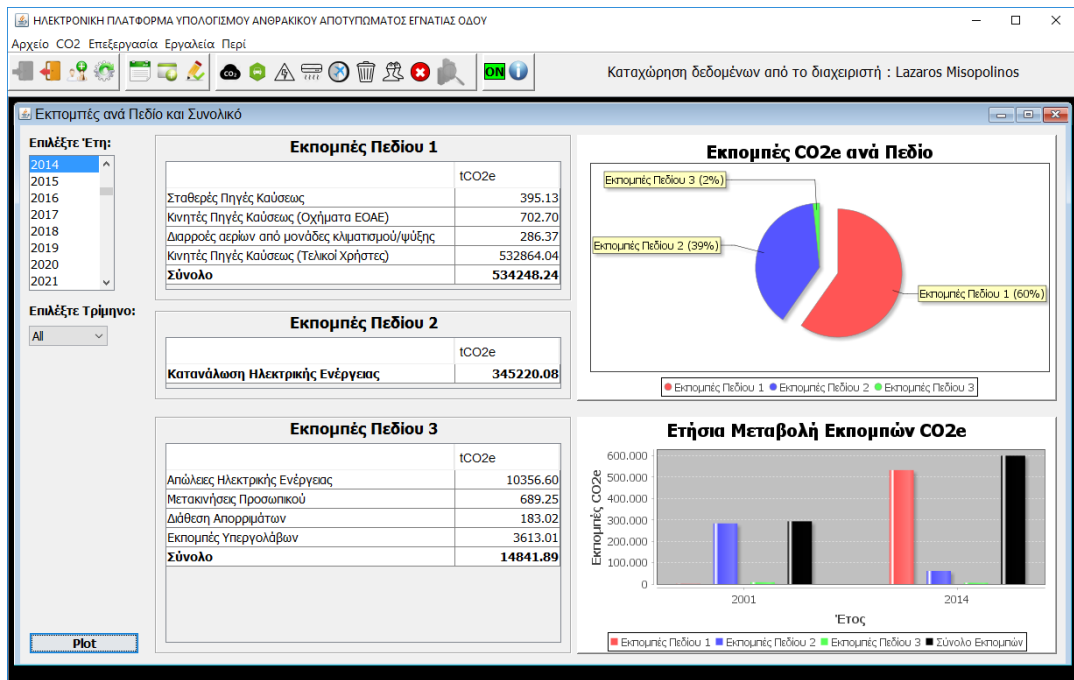 ΗΛΕΚΤΡΟΝΙΚΗ ΠΛΑΤΦΟΡΜΑ ΥΠΟΛΟΓΙΣΜΟΥ ΑΝΘΡΑΚΙΚΟΥ ΑΠΟΤΥΠΩΜΑΤΟΣ ΕΓΝΑΤΙΑΣ ΟΔΟΥ
Αρχείο CO2 Επεξεργασία Εργαλεία Περί
CO₂ ON Καταχώρηση δεδομένων από το διαχειριστή : Lazaros Misopolinos
Εκπομπές ανά Πεδίο και Συνολικό
Επιλέξτε Έτη:
2014
2015
2016
2017
2018
2019
2020
2021
Επιλέξτε Τρίμηνο:
All
Plot
Εκπομπές Πεδίου 1
tCO2e
Σταθερές Πηγές Καύσεως 395.13
Κινητές Πηγές Καύσεως (Οχήματα ΕΟΑΕ) 702.70
Διαρροές αερίων από μονάδες κλιματισμού/ψύξης 286.37
Κινητές Πηγές Καύσεως (Τελικοί Χρήστες) 532864.04
Σύνολο 534248.24
Εκπομπές Πεδίου 2
tCO2e
Κατανάλωση Ηλεκτρικής Ενέργειας 345220.08
Εκπομπές Πεδίου 3
tCO2e
Απώλειες Ηλεκτρικής Ενέργειας 10356.60
Μετακινήσεις Προσωπικού 689.25
Διάθεση Απορριμάτων 183.02
Εκπομπές Υπεργολάβων 3613.01
Σύνολο 14841.89
Εκπομπές CO2e ανά Πεδίο
Εκπομπές Πεδίου 3 (2%)
Εκπομπές Πεδίου 2 (39%)
Εκπομπές Πεδίου 1 (60%)
Εκπομπές Πεδίου 1 Εκπομπές Πεδίου 2 Εκπομπές Πεδίου 3
Ετήσια Μεταβολή Εκπομπών CO2e
Εκπομπές CO2e
600.000
500.000
400.000
300.000
200.000
100.000
0
2001 2014
Έτος
Εκπομπές Πεδίου 1 Εκπομπές Πεδίου 2 Εκπομπές Πεδίου 3 Σύνολο Εκπομπών